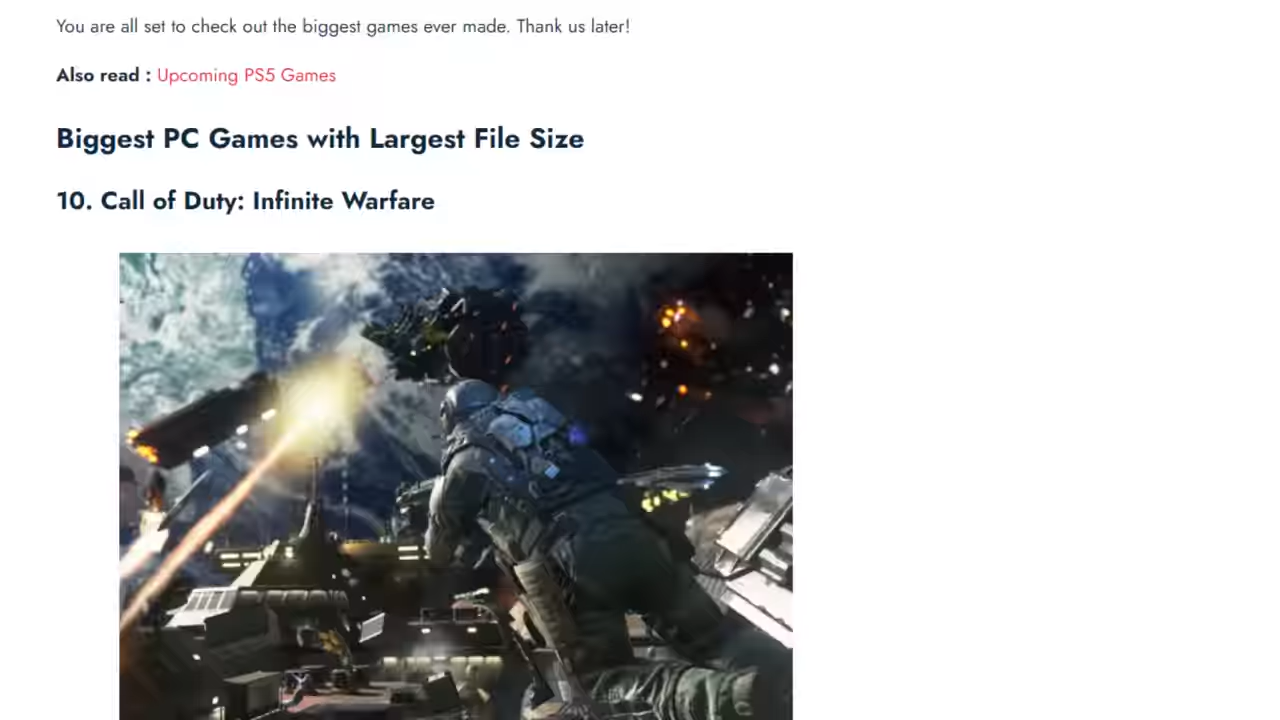 You are all set to check out the biggest games ever made. Thank us later!
Also read : Upcoming PS5 Games
Biggest PC Games with Largest File Size
10. Call of Duty: Infinite Warfare